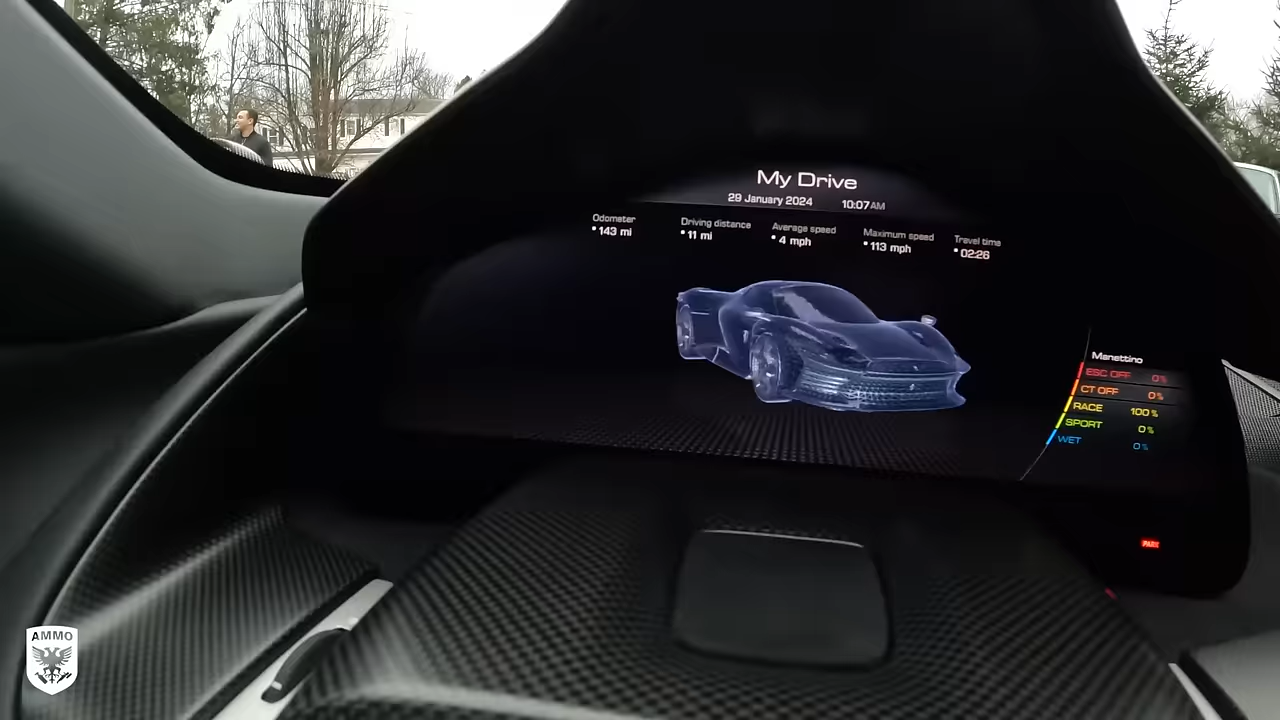 My Drive
29 January 2024 10:07 AM
Odometer Driving distance Average speed Maximum speed Travel time
143 mi 11 mi 4 mph 113 mph 02:26
Manettino
ESC OFF 0%
CT OFF 0%
RACE 100%
SPORT 0%
WET 0%
PARK
AMMO